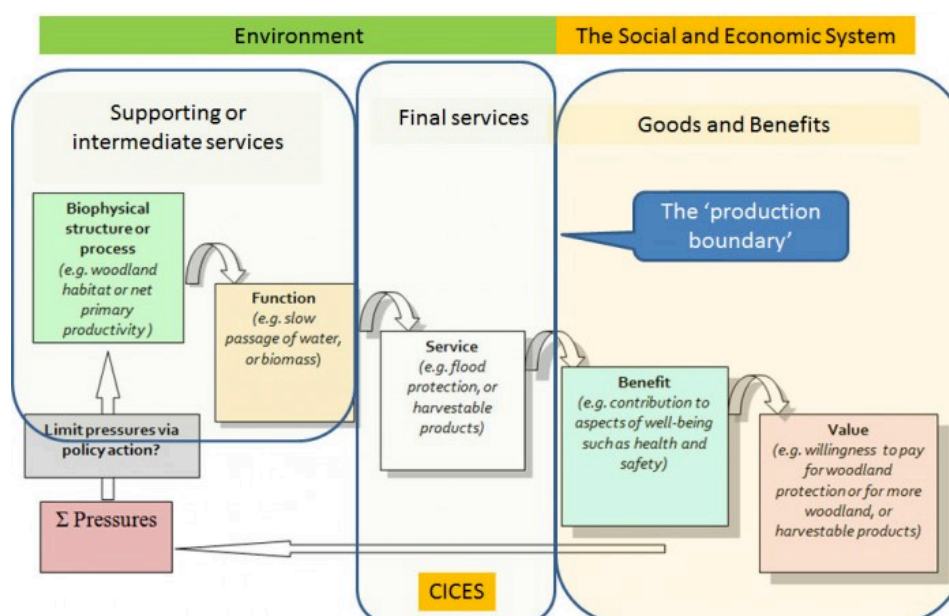 Environment
The Social and Economic System
Supporting or
intermediate services
Final services
Goods and Benefits
The ‘production
boundary’
Biophysical
structure or
process
(e.g. woodland
habitat or net
primary
productivity )
Function
(e.g. slow
passage of water,
or biomass)
Service
(e.g. flood
protection, or
harvestable
products)
Benefit
(e.g. contribution to
aspects of well-being
such as health and
safety)
Value
(e.g. willingness to pay
for woodland
protection or for more
woodland, or
harvestable products)
Limit pressures via
policy action?
Σ Pressures
CICES